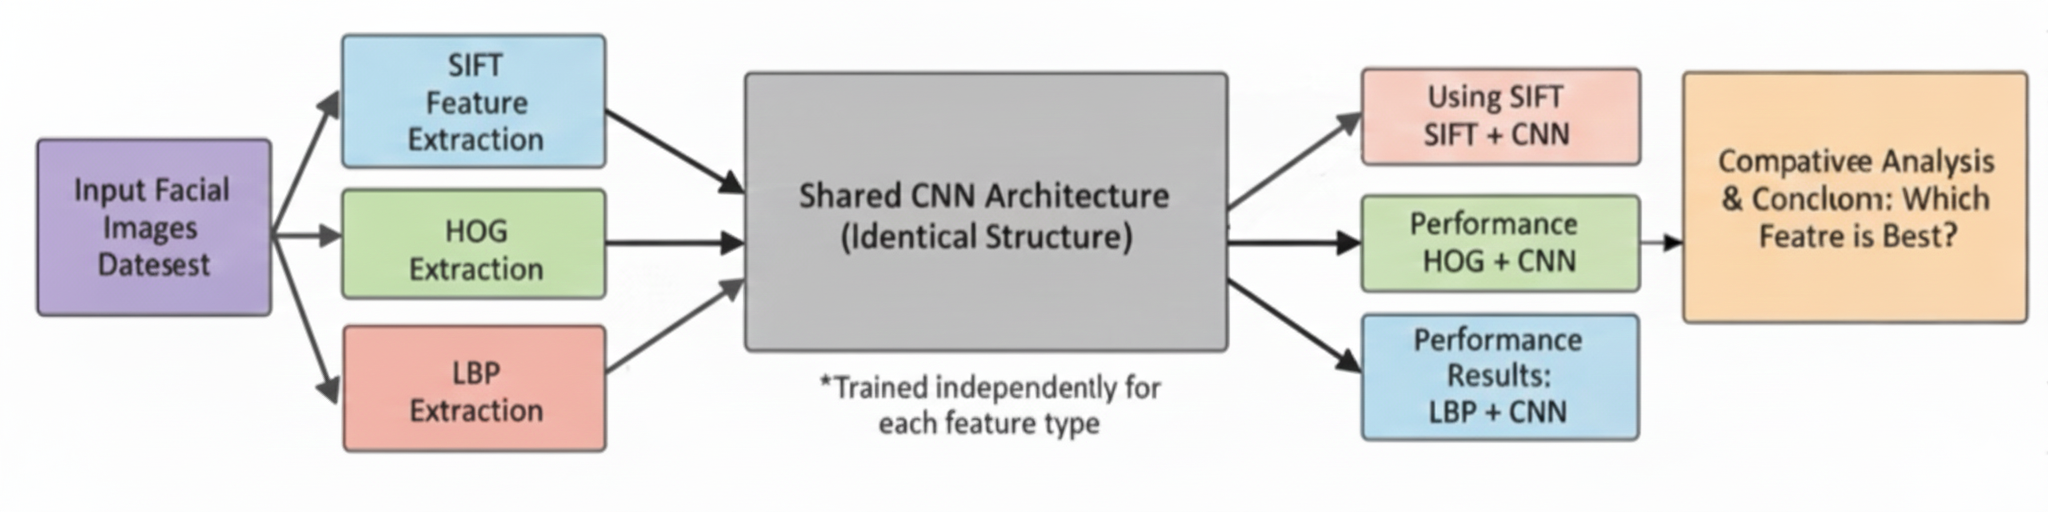 Input Facial
Images
Datesest
SIFT
Feature
Extraction
HOG
Extraction
LBP
Extraction
Shared CNN Architecture
(Identical Structure)
*Trained independently for
each feature type
Using SIFT
SIFT + CNN
Performance
HOG + CNN
Performance
Results:
LBP + CNN
Compativee Analysis
& Conclıom: Which
Featre is Best?